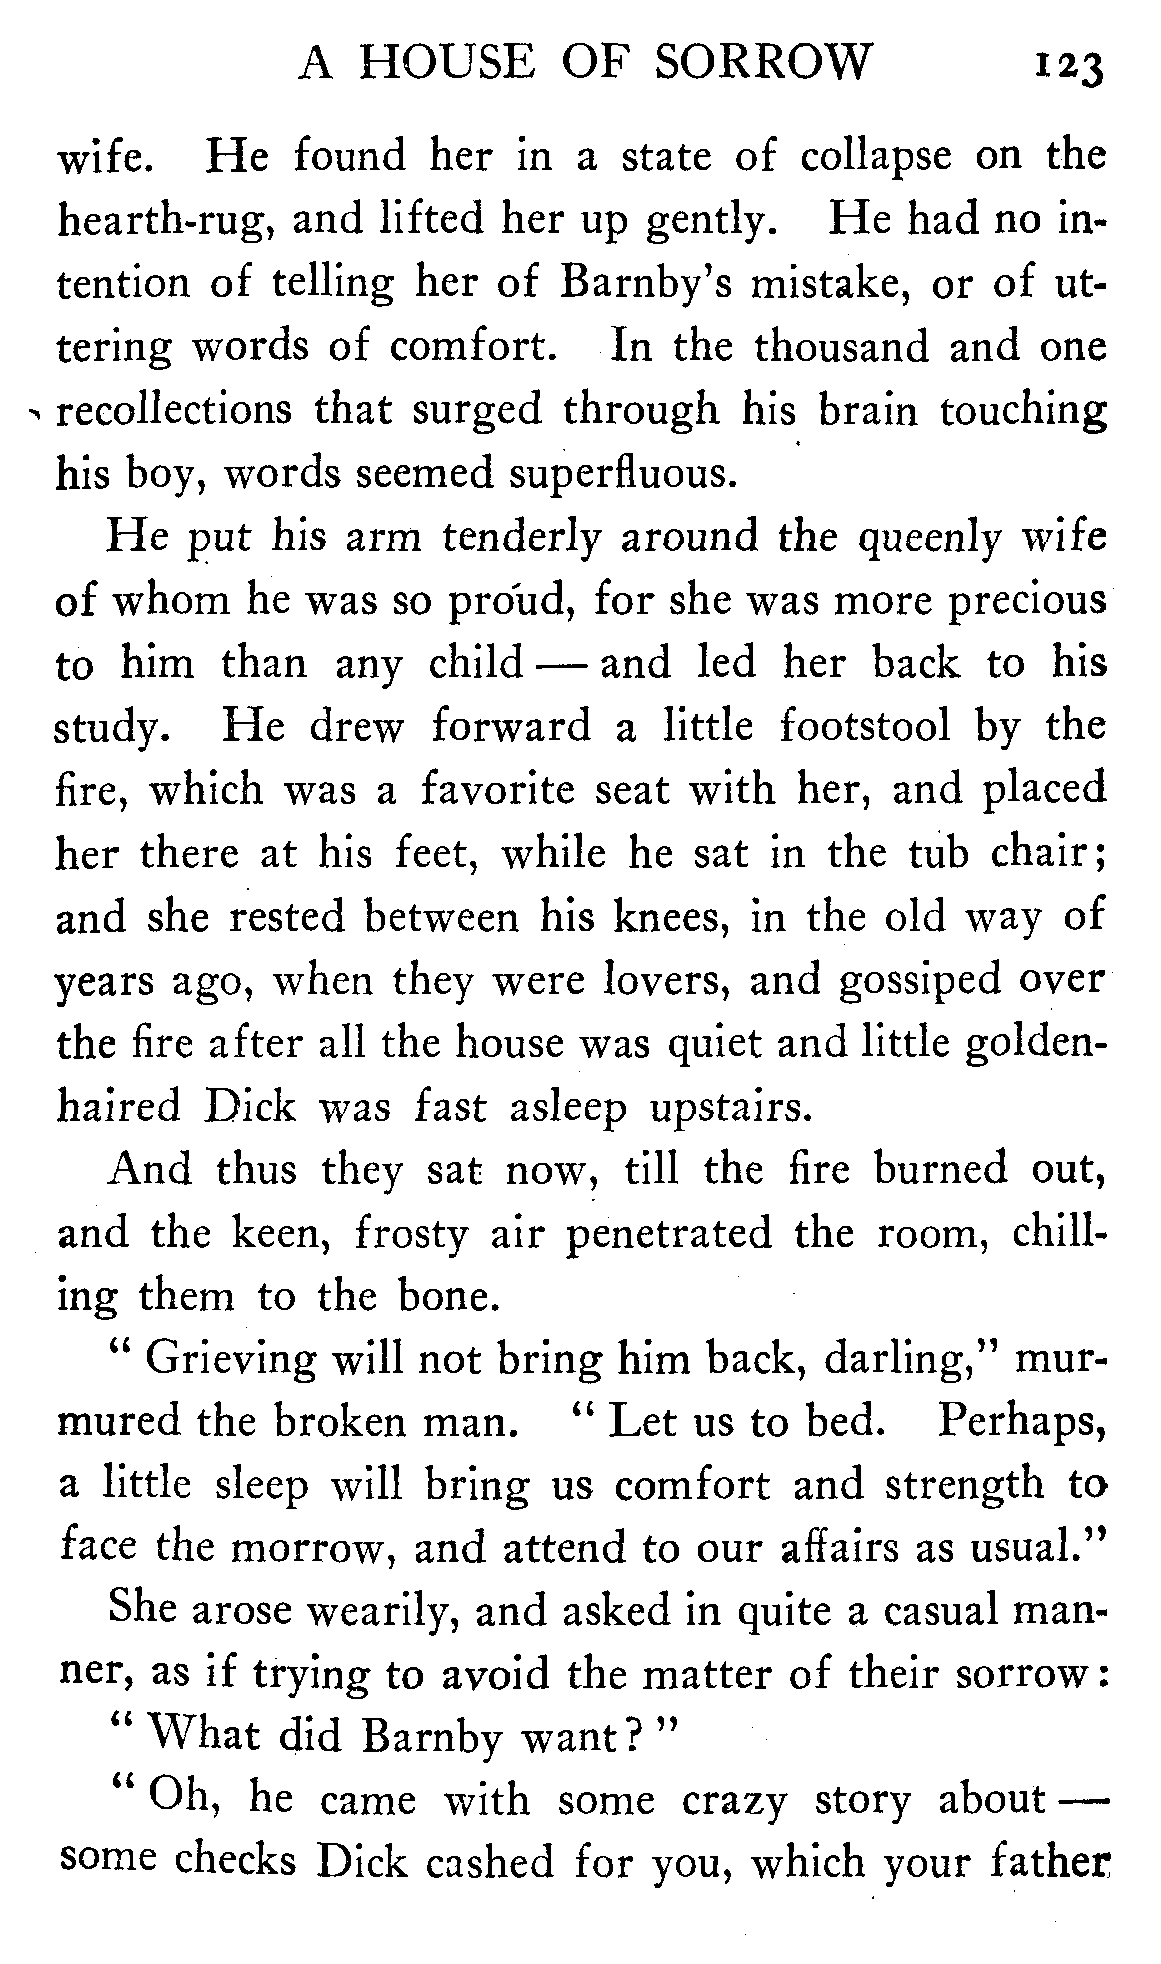 A HOUSE OF SORROW 123
wife. He found her in a state of collapse on the
hearth-rug, and lifted her up gently. He had no in-
tention of telling her of Barnby's mistake, or of ut-
tering words of comfort. In the thousand and one
recollections that surged through his brain touching
his boy, words seemed superfluous.
He put his arm tenderly around the queenly wife
of whom he was so proud, for she was more precious
to him than any child — and led her back to his
study. He drew forward a little footstool by the
fire, which was a favorite seat with her, and placed
her there at his feet, while he sat in the tub chair;
and she rested between his knees, in the old way of
years ago, when they were lovers, and gossiped over
the fire after all the house was quiet and little golden-
haired Dick was fast asleep upstairs.
And thus they sat now, till the fire burned out,
and the keen, frosty air penetrated the room, chill-
ing them to the bone.
"Grieving will not bring him back, darling," mur-
mured the broken man. "Let us to bed. Perhaps,
a little sleep will bring us comfort and strength to
face the morrow, and attend to our affairs as usual."
She arose wearily, and asked in quite a casual man-
ner, as if trying to avoid the matter of their sorrow:
"What did Barnby want?"
"Oh, he came with some crazy story about —
some checks Dick cashed for you, which your father